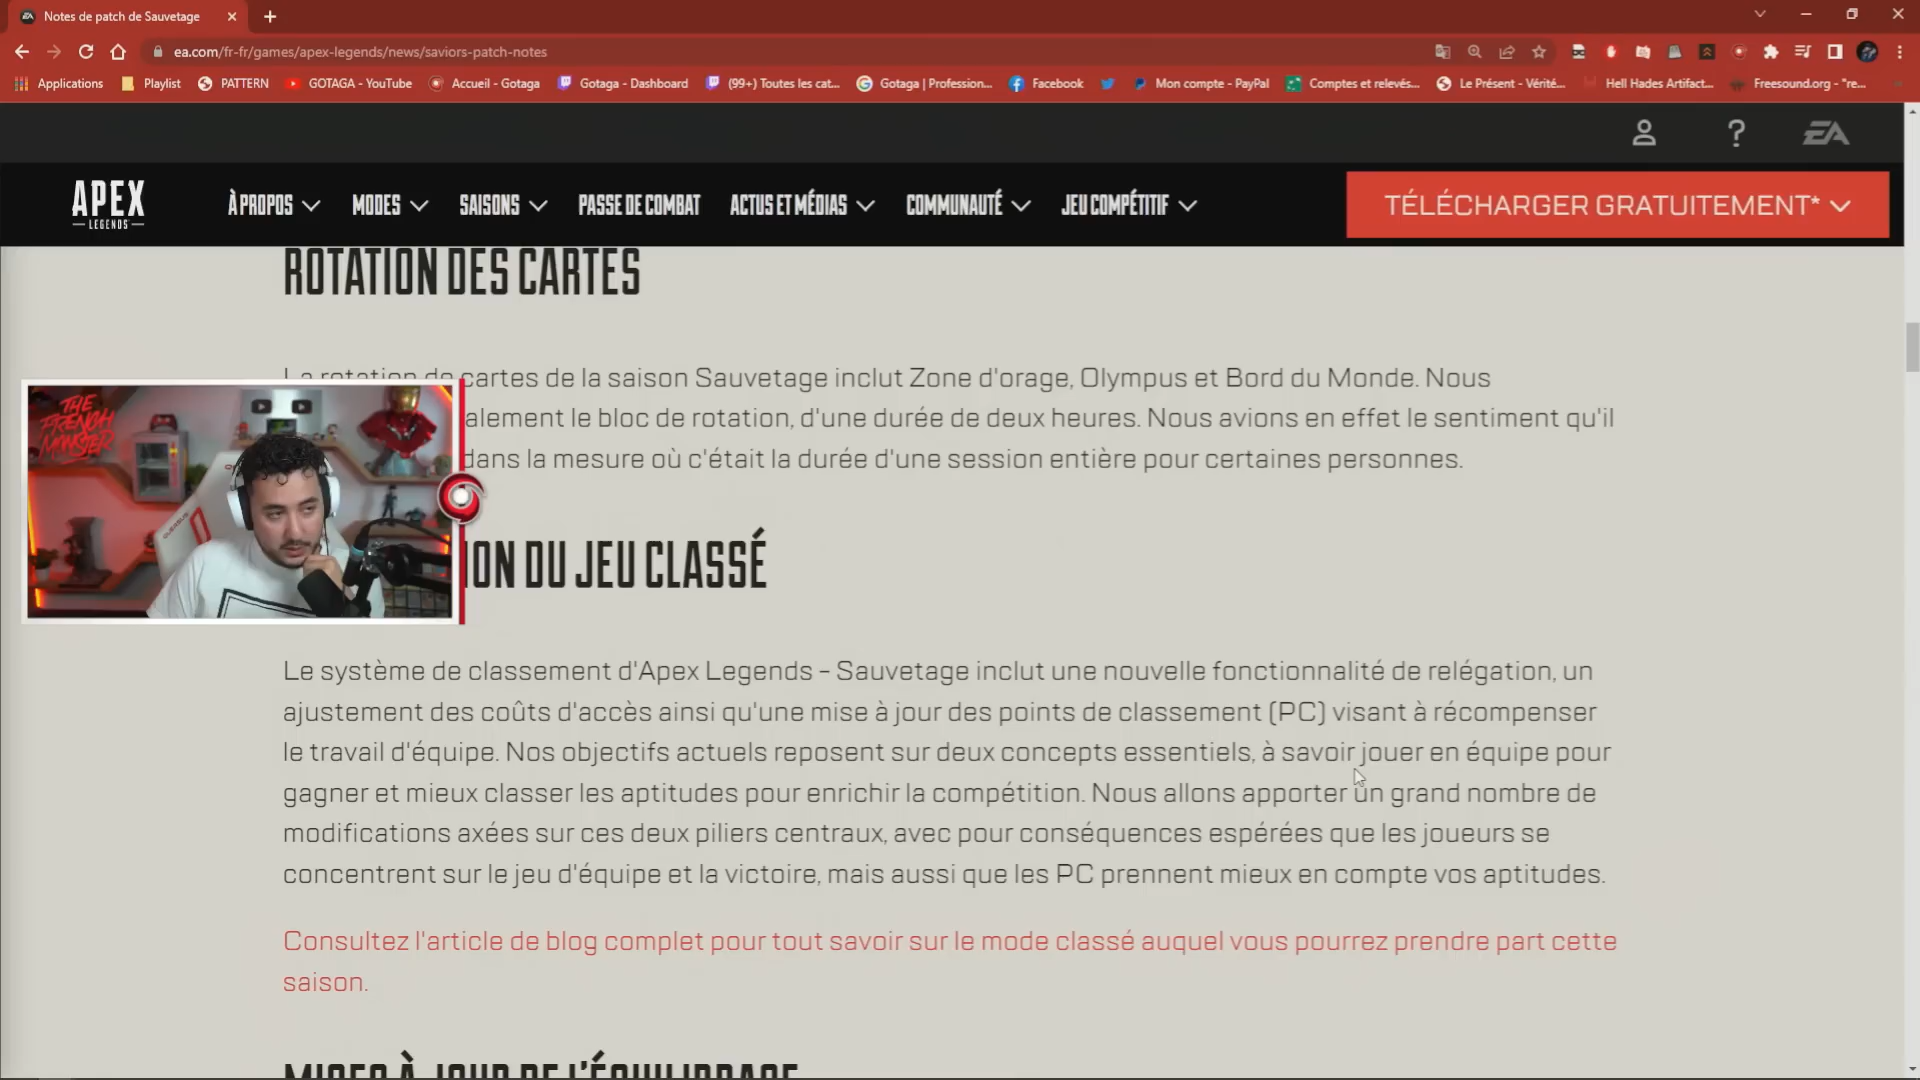 Notes de patch de Sauvetage
ea.com/fr-fr/games/apex-legends/news/saviors-patch-notes
Applications
Playlist
PATTERN
GOTAGA - YouTube
Accueil - Gotaga
Gotaga - Dashboard
(99+) Toutes les cat...
Gotaga | Profession...
Facebook
Mon compte - PayPal
Comptes et relevés...
Le Présent - Vérité...
Hell Hades Artifact...
Freesound.org - "re...
EA
APEX
LEGENDS
À PROPOS
MODES
SAISONS
PASSE DE COMBAT
ACTUS ET MÉDIAS
COMMUNAUTÉ
JEU COMPÉTITIF
TÉLÉCHARGER GRATUITEMENT*
ROTATION DES CARTES
La rotation de cartes de la saison Sauvetage inclut Zone d'orage, Olympus et Bord du Monde. Nous
alement le bloc de rotation, d'une durée de deux heures. Nous avions en effet le sentiment qu'il
dans la mesure où c'était la durée d'une session entière pour certaines personnes.
THE
FRENCH
MONSTER
ION DU JEU CLASSÉ
Le système de classement d'Apex Legends – Sauvetage inclut une nouvelle fonctionnalité de relégation, un
ajustement des coûts d'accès ainsi qu'une mise à jour des points de classement (PC) visant à récompenser
le travail d'équipe. Nos objectifs actuels reposent sur deux concepts essentiels, à savoir jouer en équipe pour
gagner et mieux classer les aptitudes pour enrichir la compétition. Nous allons apporter un grand nombre de
modifications axées sur ces deux piliers centraux, avec pour conséquences espérées que les joueurs se
concentrent sur le jeu d'équipe et la victoire, mais aussi que les PC prennent mieux en compte vos aptitudes.
Consultez l'article de blog complet pour tout savoir sur le mode classé auquel vous pourrez prendre part cette
saison.
MISES À JOUR DE L'ÉQUILIBRAGE